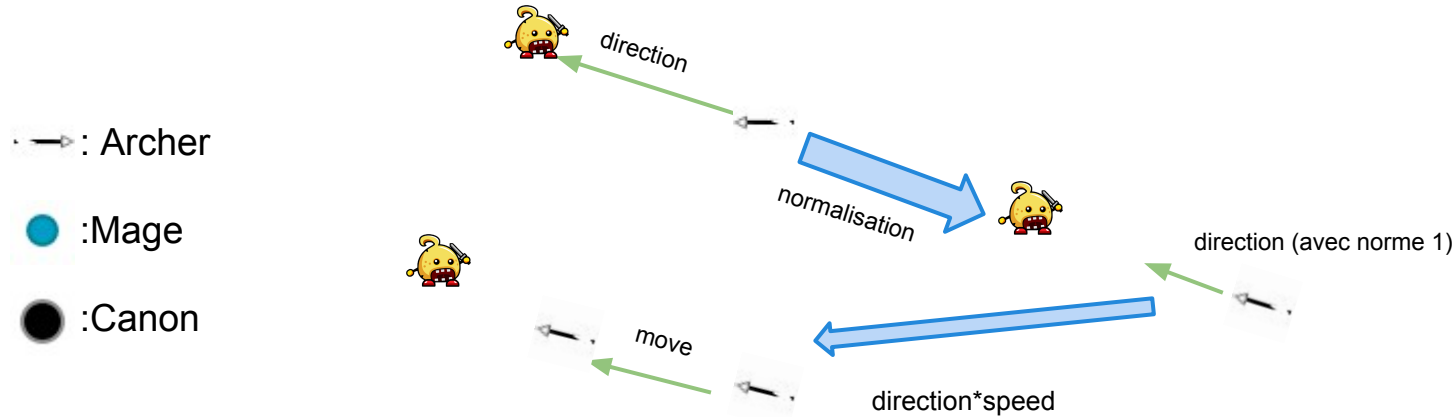 : Archer
:Mage
:Canon
direction
normalisation
direction (avec norme 1)
move
direction*speed